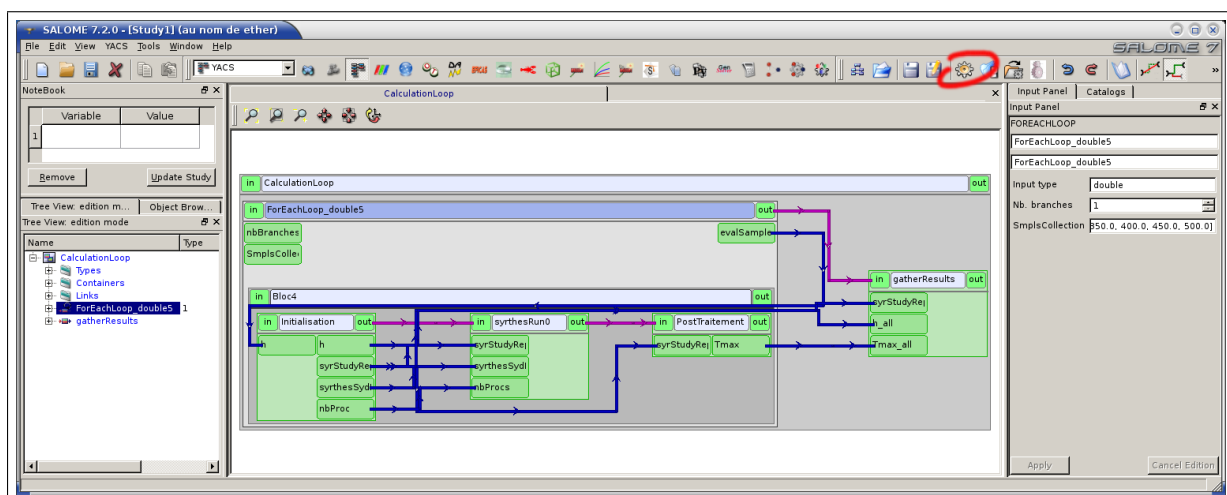 SALOME 7.2.0 - [Study1] (au nom de ether)
File Edit View YACS Tools Window Help
SALOME 7
YACS
NoteBook
Variable Value
1
Remove Update Study
Tree View: edition m... Object Brow...
Tree View: edition mode
Name Type
CalculationLoop
Types
Containers
Links
ForEachLoop_double5 1
gatherResults
CalculationLoop
in CalculationLoop out
in ForEachLoop_double5 out
nbBranches evalSample
SmplsCollec
in Bloc4 out
in Initialisation out
h h
syrStudyRe
syrthesSyd
nbProc
in syrthesRun0 out
syrStudyRe
syrthesSydI
nbProcs
in PostTraitement out
syrStudyRe Tmax
in gatherResults out
syrStudyRe
h_all
Tmax_all
Input Panel Catalogs
Input Panel
FOREACHLOOP
ForEachLoop_double5
ForEachLoop_double5
Input type double
Nb. branches 1
SmplsCollection 350.0, 400.0, 450.0, 500.0]
Apply Cancel Edition